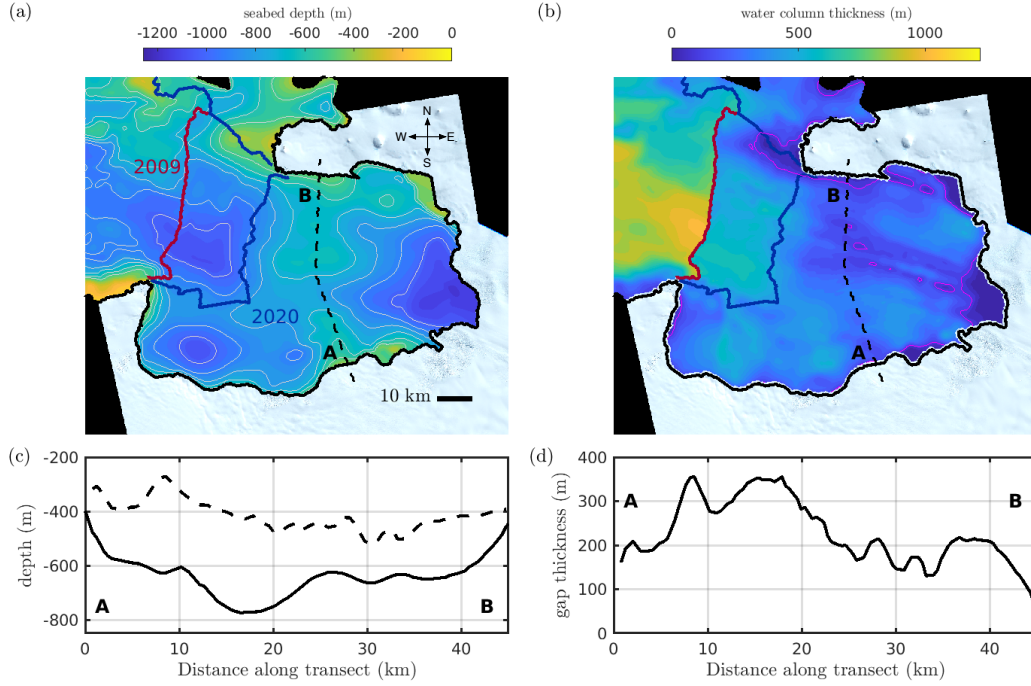 (a)
seabed depth (m)
-1200 -1000 -800 -600 -400 -200 0
N
W E
S
2009
B
2020
A
10 km
(b)
water column thickness (m)
0 500 1000
B
A
(c)
-200
-400
-600
-800
depth (m)
A B
0 10 20 30 40
Distance along transect (km)
(d)
400
300
200
100
0
gap thickness (m)
A B
0 10 20 30 40
Distance along transect (km)